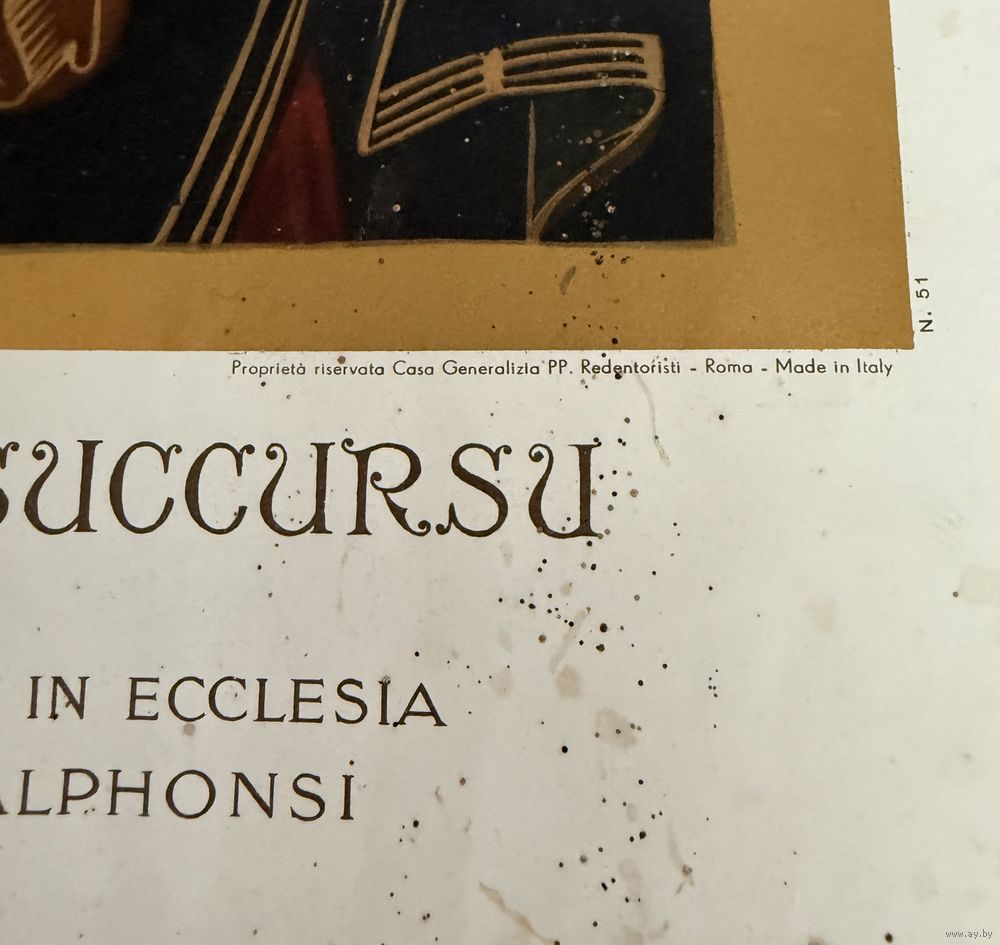 N. 51
Proprietà riservata Casa Generalizia PP. Redentoristi - Roma - Made in Italy
SUCCURSU
IN ECCLESIA
ALPHONSI
www.ay.by